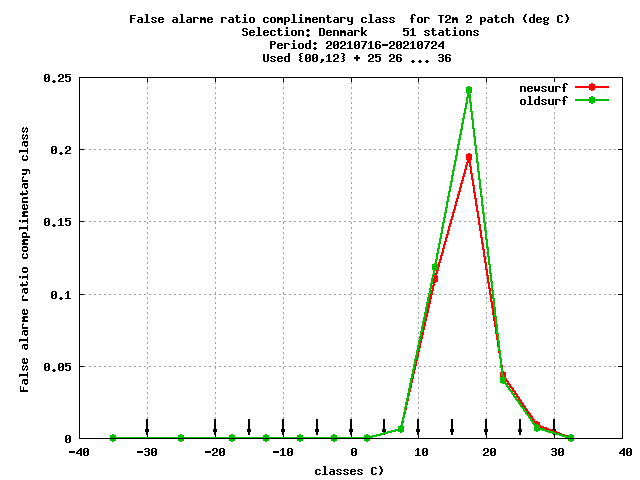 False alarme ratio complimentary class  for T2m 2 patch (deg C)
Selection: Denmark     51 stations
Period: 20210716-20210724
Used {00,12} + 25 26 ... 36
newsurf
oldsurf
False alarme ratio complimentary class
0.25
0.2
0.15
0.1
0.05
0
-40 -30 -20 -10 0 10 20 30 40
classes C)